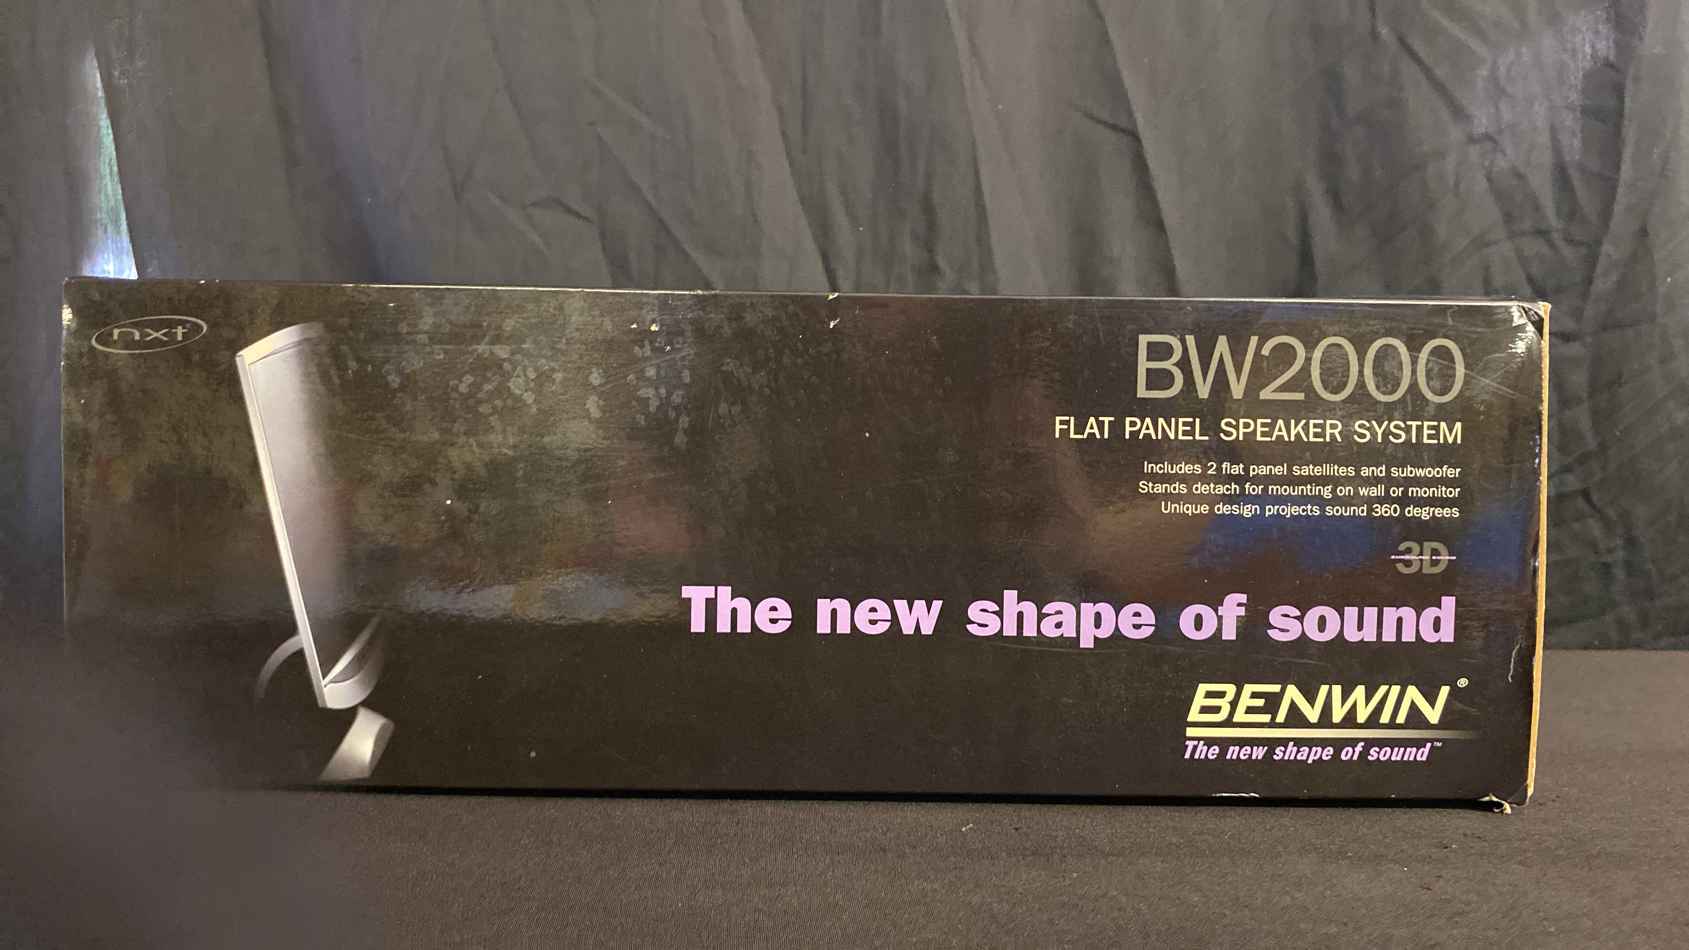 nxt
BW2000
FLAT PANEL SPEAKER SYSTEM
Includes 2 flat panel satellites and subwoofer
Stands detach for mounting on wall or monitor
Unique design projects sound 360 degrees
3D
The new shape of sound
BENWIN®
The new shape of sound™